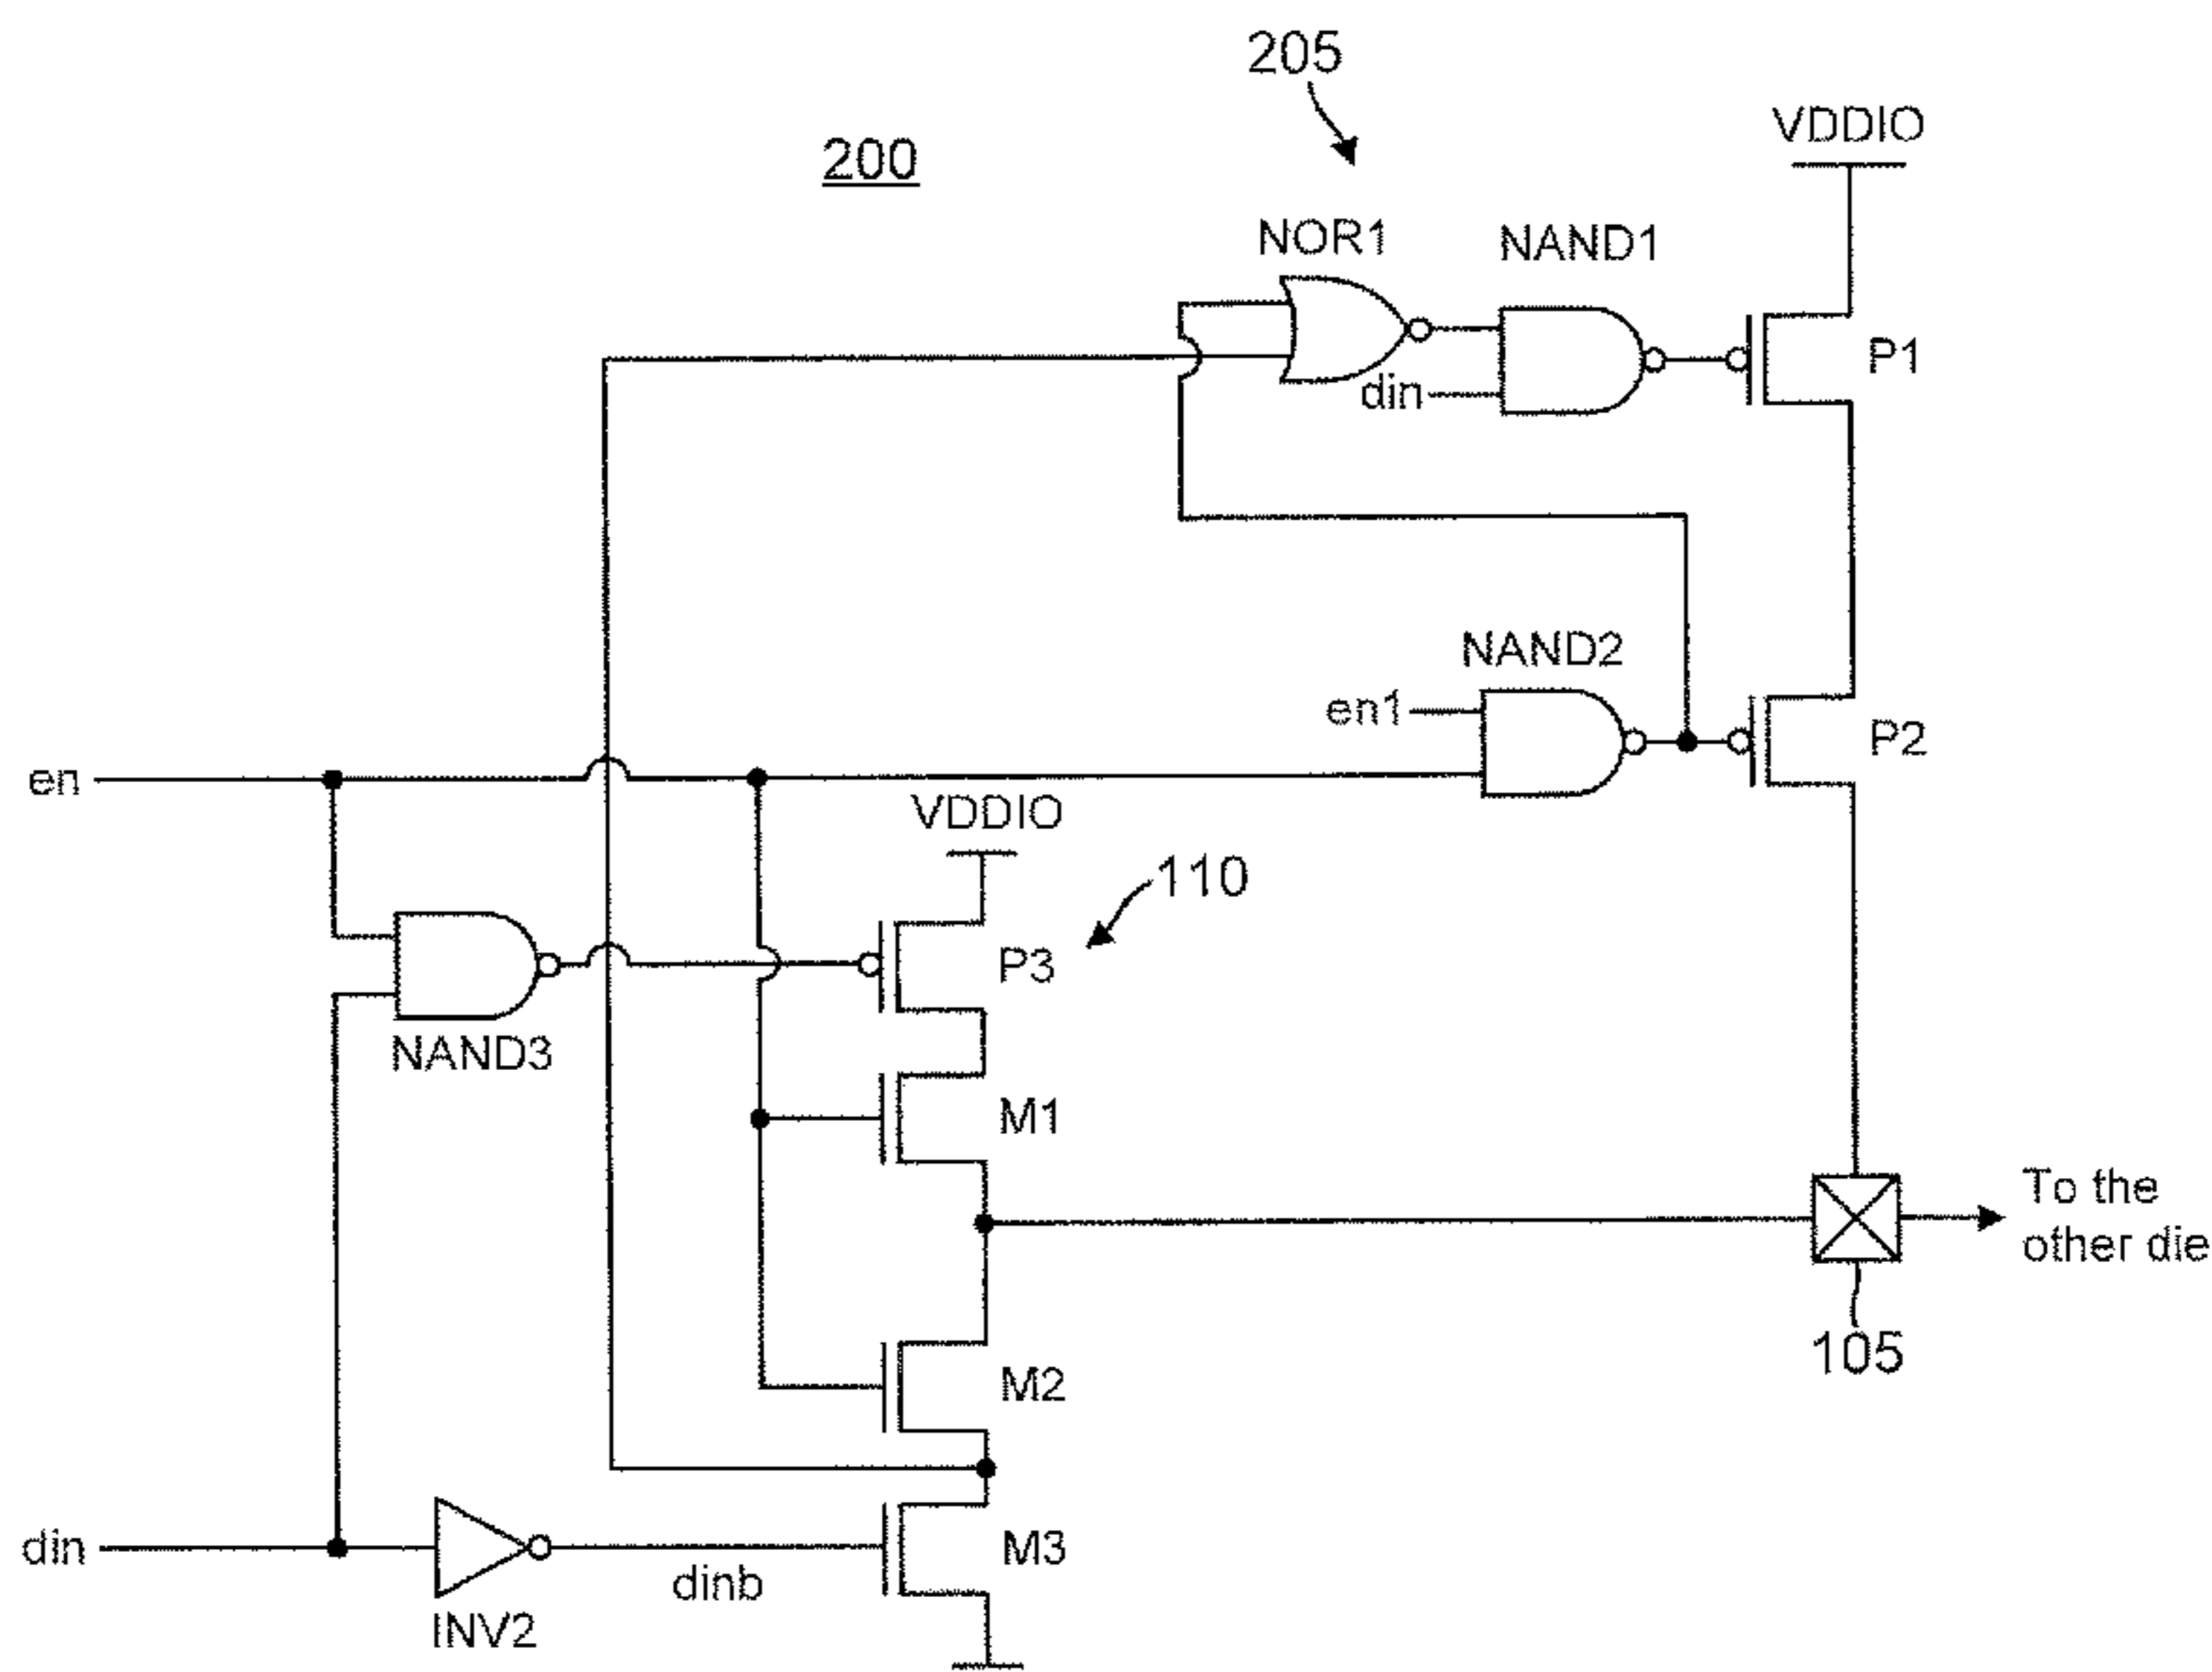 205
VDDIO
200
NOR1
NAND1
P1
din
NAND2
en1
P2
en
VDDIO
110
P3
NAND3
M1
To the
other die
105
M2
din
dinb
M3
INV2